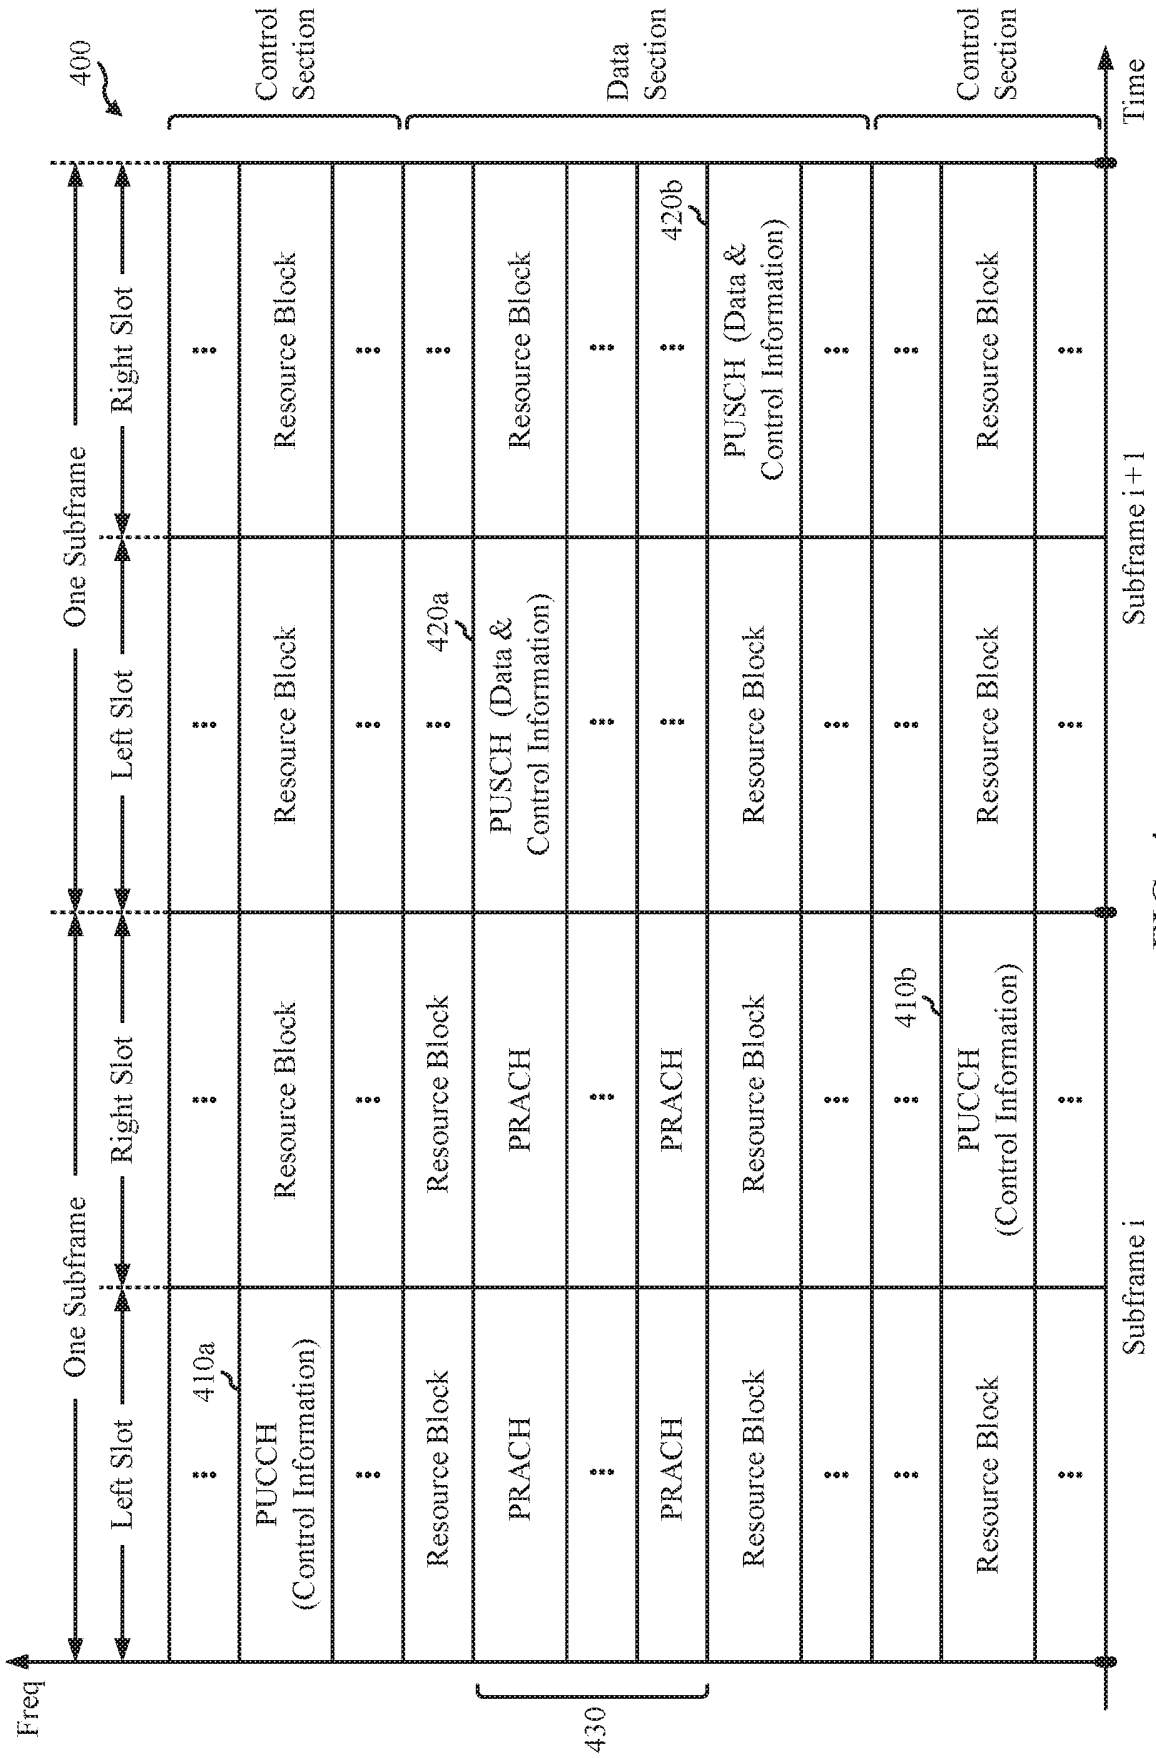 400
Freq
One Subframe
One Subframe
Left Slot
Right Slot
Left Slot
Right Slot
410a
PUCCH
(Control Information)
Resource Block
Resource Block
Resource Block
Control
Section
Resource Block
Resource Block
420a
PRACH
PRACH
PUSCH (Data &
Control Information)
Resource Block
430
Data
Section
PRACH
PRACH
420b
Resource Block
Resource Block
Resource Block
PUSCH (Data &
Control Information)
410b
Resource Block
PUCCH
(Control Information)
Resource Block
Resource Block
Control
Section
Subframe i
Subframe i+1
Time